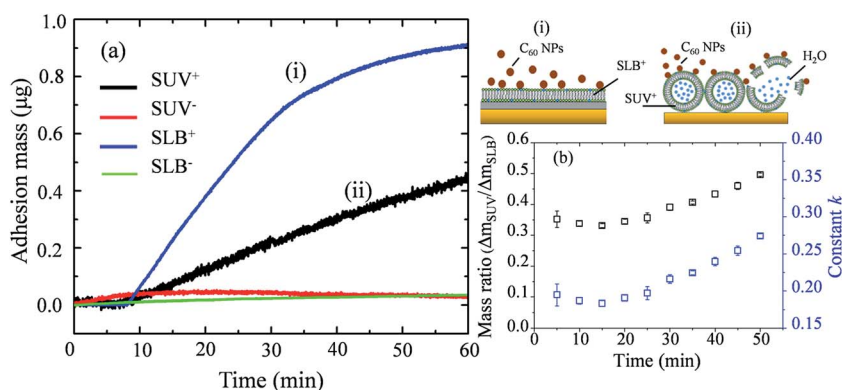 (a)
SUV⁺
SUV⁻
SLB⁺
SLB⁻
(i)
(ii)
Adhesion mass (μg)
1.0
0.8
0.6
0.4
0.2
0.0
0 10 20 30 40 50 60
Time (min)
(i)
C₆₀ NPs
SLB⁺
(ii)
C₆₀ NPs
H₂O
SUV⁺
(b)
Mass ratio (Δm_SUV/Δm_SLB)
0.6
0.5
0.4
0.3
0.2
0.1
0.0
0 10 20 30 40 50
Time (min)
0.40
0.35
0.30
0.25
0.20
0.15
Constant k